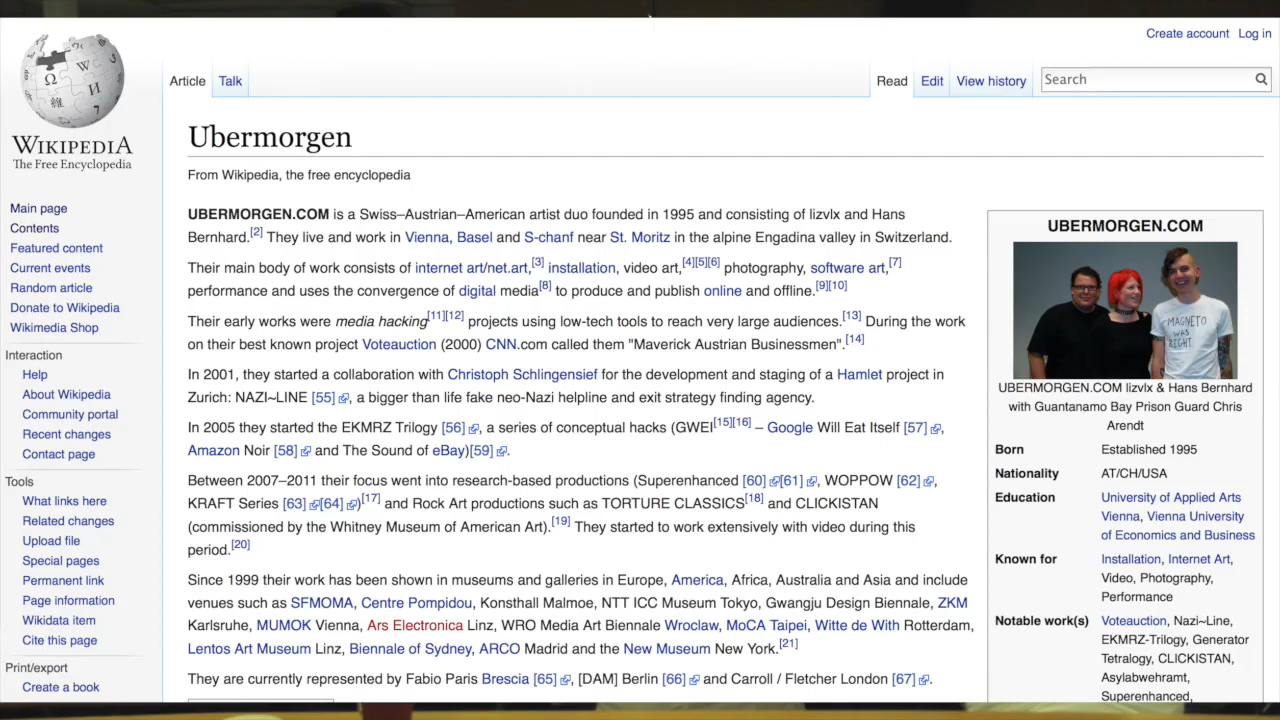 Create account Log in
Article Talk Read Edit View history Search
WIKIPEDIA
The Free Encyclopedia
Main page
Contents
Featured content
Current events
Random article
Donate to Wikipedia
Wikimedia Shop
Interaction
Help
About Wikipedia
Community portal
Recent changes
Contact page
Tools
What links here
Related changes
Upload file
Special pages
Permanent link
Page information
Wikidata item
Cite this page
Print/export
Create a book
Ubermorgen
From Wikipedia, the free encyclopedia
UBERMORGEN.COM is a Swiss–Austrian–American artist duo founded in 1995 and consisting of lizvlx and Hans
Bernhard.[2] They live and work in Vienna, Basel and S-chanf near St. Moritz in the alpine Engadina valley in Switzerland.
Their main body of work consists of internet art/net.art,[3] installation, video art,[4][5][6] photography, software art,[7]
performance and uses the convergence of digital media[8] to produce and publish online and offline.[9][10]
Their early works were media hacking[11][12] projects using low-tech tools to reach very large audiences.[13] During the work
on their best known project Voteauction (2000) CNN.com called them "Maverick Austrian Businessmen".[14]
In 2001, they started a collaboration with Christoph Schlingensief for the development and staging of a Hamlet project in
Zurich: NAZI~LINE [55], a bigger than life fake neo-Nazi helpline and exit strategy finding agency.
In 2005 they started the EKMRZ Trilogy [56], a series of conceptual hacks (GWEI[15][16] – Google Will Eat Itself [57],
Amazon Noir [58] and The Sound of eBay)[59].
Between 2007–2011 their focus went into research-based productions (Superenhanced [60][61], WOPPOW [62],
KRAFT Series [63][64])[17] and Rock Art productions such as TORTURE CLASSICS[18] and CLICKISTAN
(commissioned by the Whitney Museum of American Art).[19] They started to work extensively with video during this
period.[20]
Since 1999 their work has been shown in museums and galleries in Europe, America, Africa, Australia and Asia and include
venues such as SFMOMA, Centre Pompidou, Konsthall Malmoe, NTT ICC Museum Tokyo, Gwangju Design Biennale, ZKM
Karlsruhe, MUMOK Vienna, Ars Electronica Linz, WRO Media Art Biennale Wroclaw, MoCA Taipei, Witte de With Rotterdam,
Lentos Art Museum Linz, Biennale of Sydney, ARCO Madrid and the New Museum New York.[21]
They are currently represented by Fabio Paris Brescia [65], [DAM] Berlin [66] and Carroll / Fletcher London [67].
UBERMORGEN.COM
MAGNETO
WAS
RIGHT
UBERMORGEN.COM lizvlx & Hans Bernhard
with Guantanamo Bay Prison Guard Chris
Arendt
Born Established 1995
Nationality AT/CH/USA
Education University of Applied Arts
Vienna, Vienna University
of Economics and Business
Known for Installation, Internet Art,
Video, Photography,
Performance
Notable work(s) Voteauction, Nazi~Line,
EKMRZ-Trilogy, Generator
Tetralogy, CLICKISTAN,
Asylabwehramt,
Superenhanced,